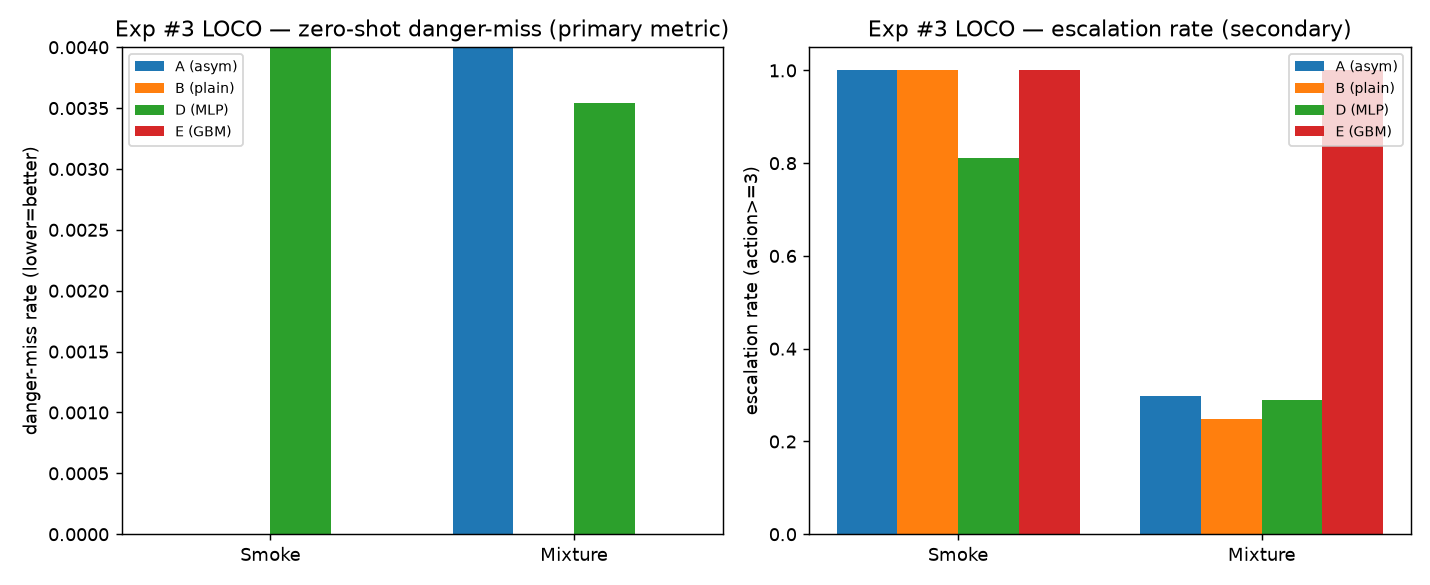 Exp #3 LOCO — zero-shot danger-miss (primary metric)
danger-miss rate (lower=better)
0.0040
0.0035
0.0030
0.0025
0.0020
0.0015
0.0010
0.0005
0.0000
A (asym)
B (plain)
D (MLP)
E (GBM)
Smoke
Mixture
Exp #3 LOCO — escalation rate (secondary)
escalation rate (action>=3)
1.0
0.8
0.6
0.4
0.2
0.0
A (asym)
B (plain)
D (MLP)
E (GBM)
Smoke
Mixture